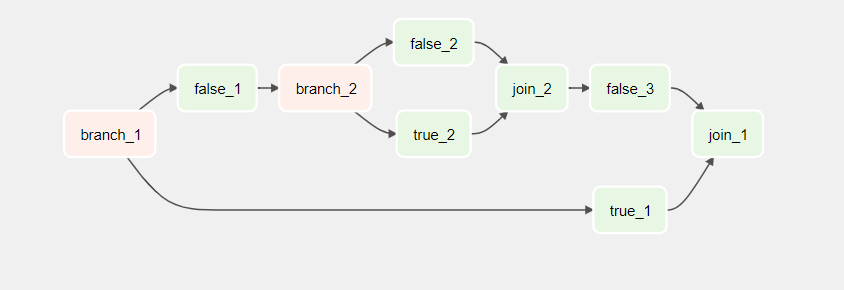 false_2
false_1
branch_2
join_2
false_3
branch_1
true_2
join_1
true_1